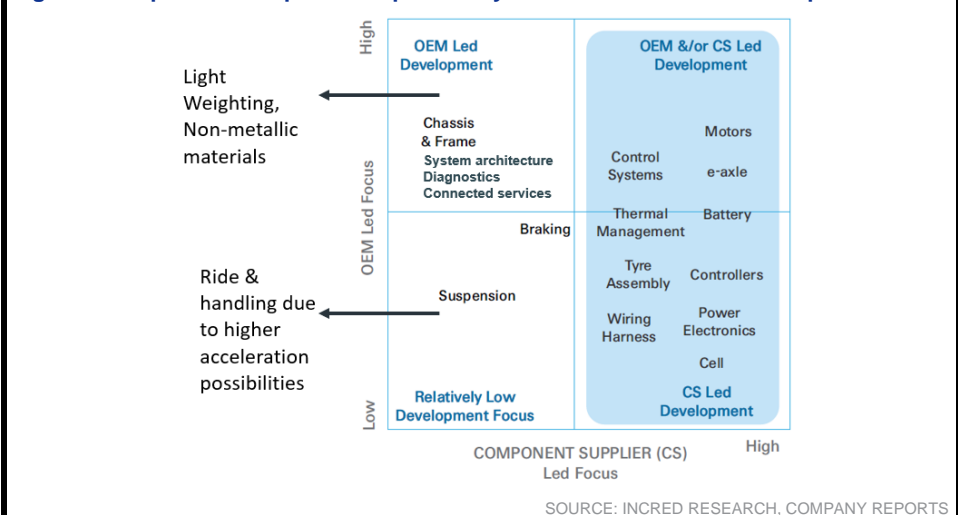 High
OEM Led
Development
OEM &/or CS Led
Development
Light
Weighting,
Non-metallic
materials
Chassis
& Frame
System architecture
Diagnostics
Connected services
Motors
Control
Systems
e-axle
OEM Led Focus
Thermal
Management
Battery
Braking
Ride &
handling due
to higher
acceleration
possibilities
Suspension
Tyre
Assembly
Controllers
Wiring
Harness
Power
Electronics
Cell
Relatively Low
Development Focus
CS Led
Development
Low
COMPONENT SUPPLIER (CS)
Led Focus
High
SOURCE: INCRED RESEARCH, COMPANY REPORTS